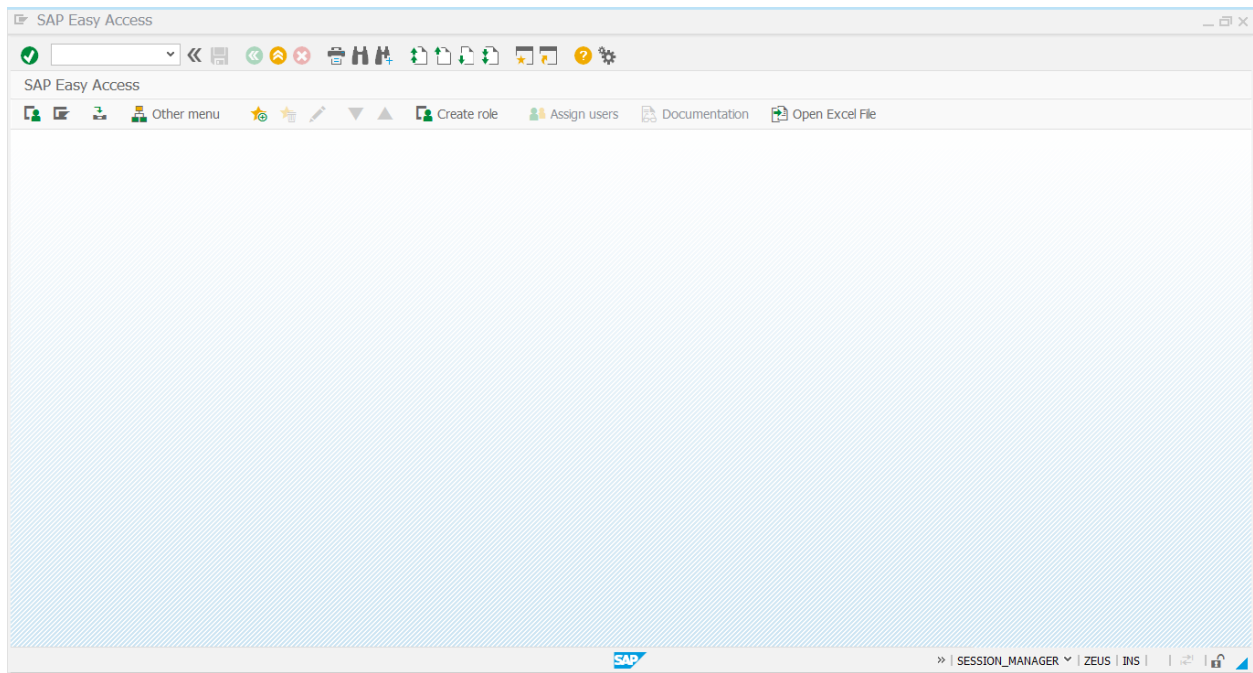 SAP Easy Access
SAP Easy Access
Other menu Create role Assign users Documentation Open Excel File
SAP
» | SESSION_MANAGER | ZEUS | INS |